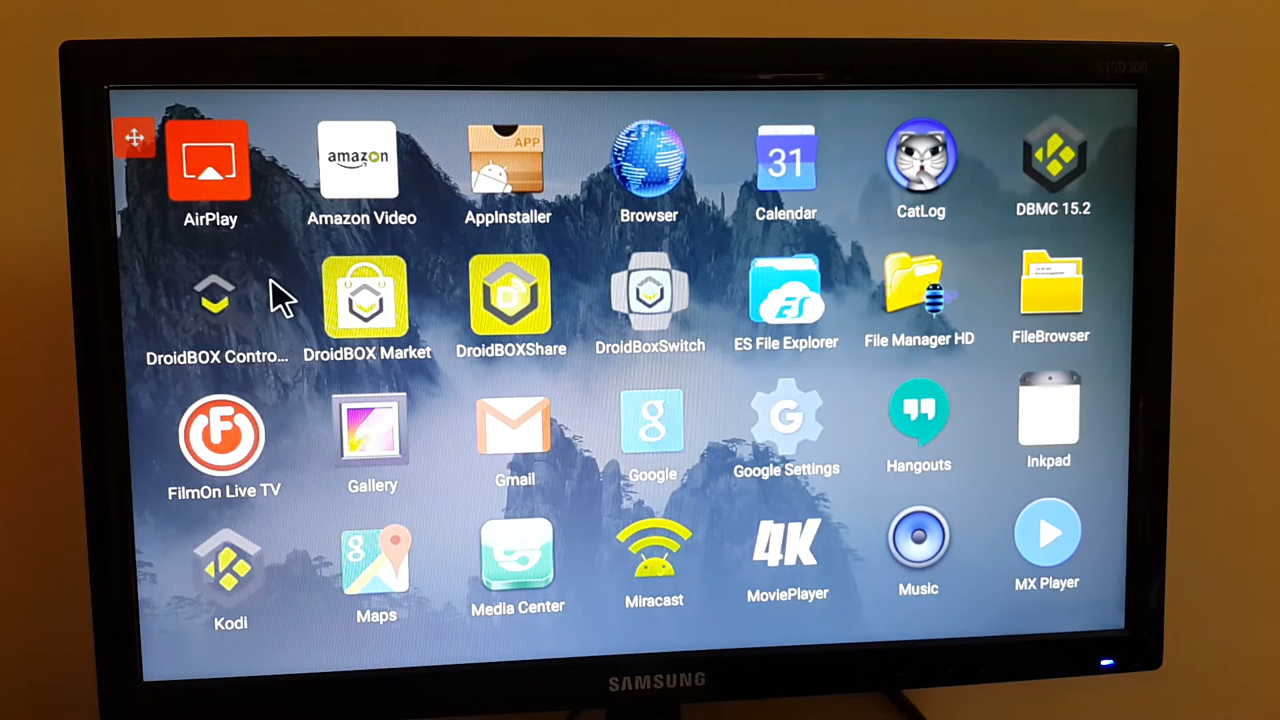 S19D300
AirPlay
amazon
Amazon Video
APP
AppInstaller
Browser
31
Calendar
CatLog
DBMC 15.2
DroidBOX Contro...
DroidBOX Market
DroidBOXShare
DroidBoxSwitch
ES
ES File Explorer
File Manager HD
FileBrowser
F
FilmOn Live TV
Gallery
Gmail
g
Google
G
Google Settings
Hangouts
Inkpad
Kodi
g
Maps
Media Center
Miracast
4K
MoviePlayer
Music
MX Player
SAMSUNG